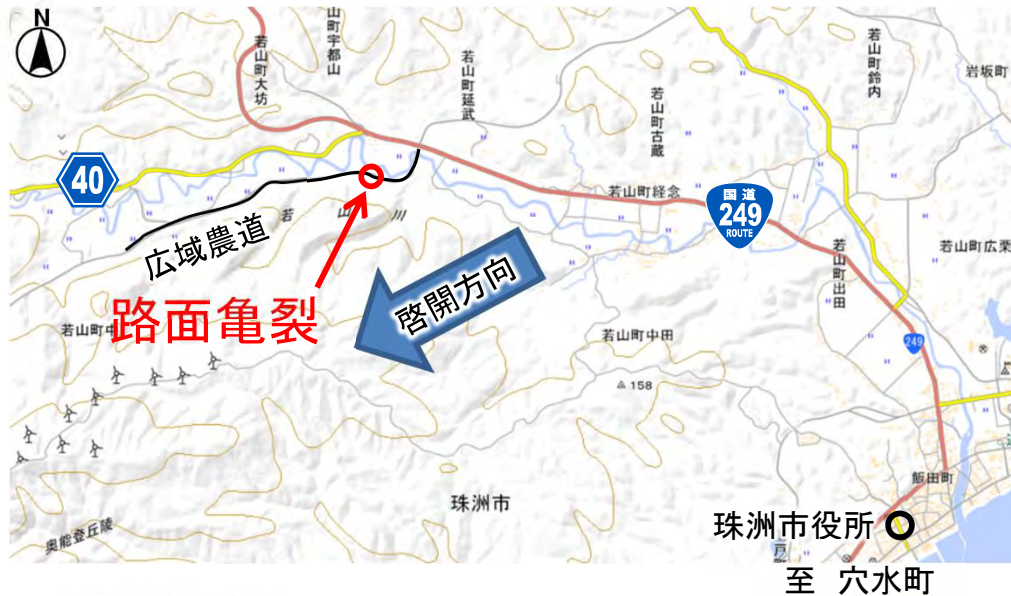 N
若山町宇都山
若山町大坊
若山町延武
若山町古蔵
若山町鈴内
岩坂町
40
若山町経念
国道
249
ROUTE
若山川
広域農道
若山町出田
若山町広栗
啓開方向
路面亀裂
若山町中
若山町中田
249
158
飯田町
珠洲市
珠洲市役所
奥能登丘陵
戸町
至 穴水町